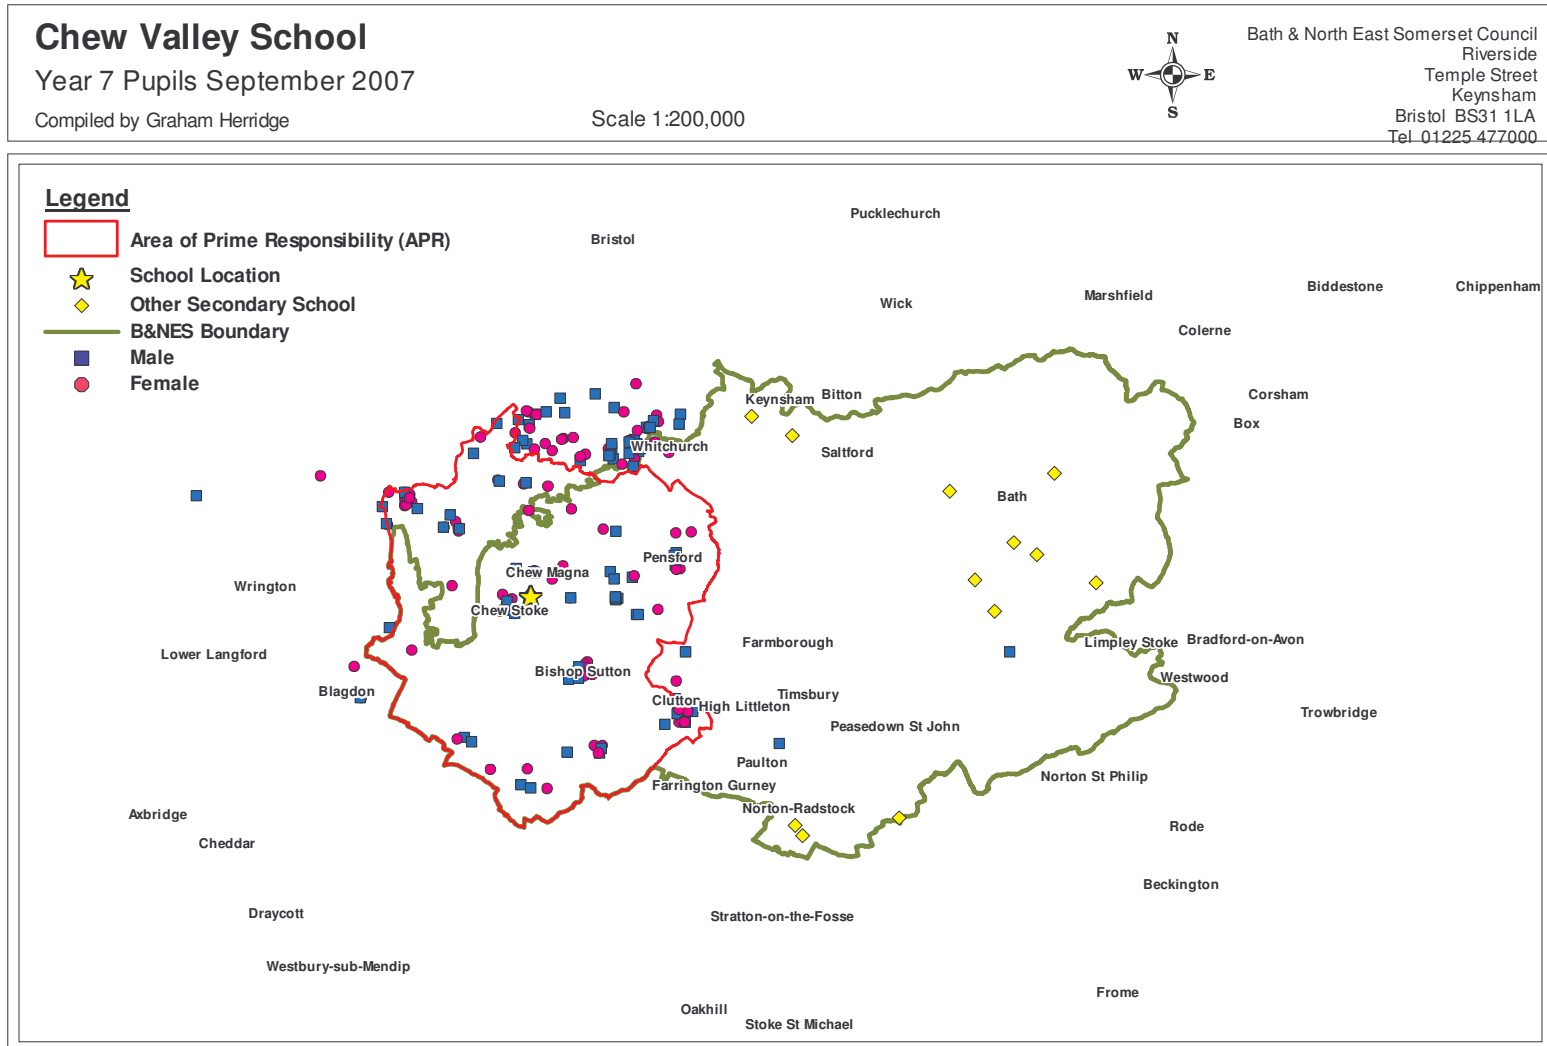 Chew Valley School
Year 7 Pupils September 2007
Compiled by Graham Herridge
Scale 1:200,000
N
W E
S
Bath & North East Somerset Council
Riverside
Temple Street
Keynsham
Bristol BS31 1LA
Tel 01225 477000
Legend
Area of Prime Responsibility (APR)
School Location
Other Secondary School
B&NES Boundary
Male
Female
Pucklechurch
Bristol
Biddestone
Chippenham
Marshfield
Wick
Colerne
Bitton
Corsham
Keynsham
Box
Whitchurch
Saltford
Bath
Pensford
Chew Magna
Wrington
Chew Stoke
Farmborough
Limpley Stoke
Bradford-on-Avon
Lower Langford
Bishop Sutton
Westwood
Blagdon
Timsbury
Clutton
High Littleton
Trowbridge
Peasedown St John
Paulton
Norton St Philip
Farrington Gurney
Norton-Radstock
Axbridge
Rode
Cheddar
Beckington
Draycott
Stratton-on-the-Fosse
Westbury-sub-Mendip
Frome
Oakhill
Stoke St Michael